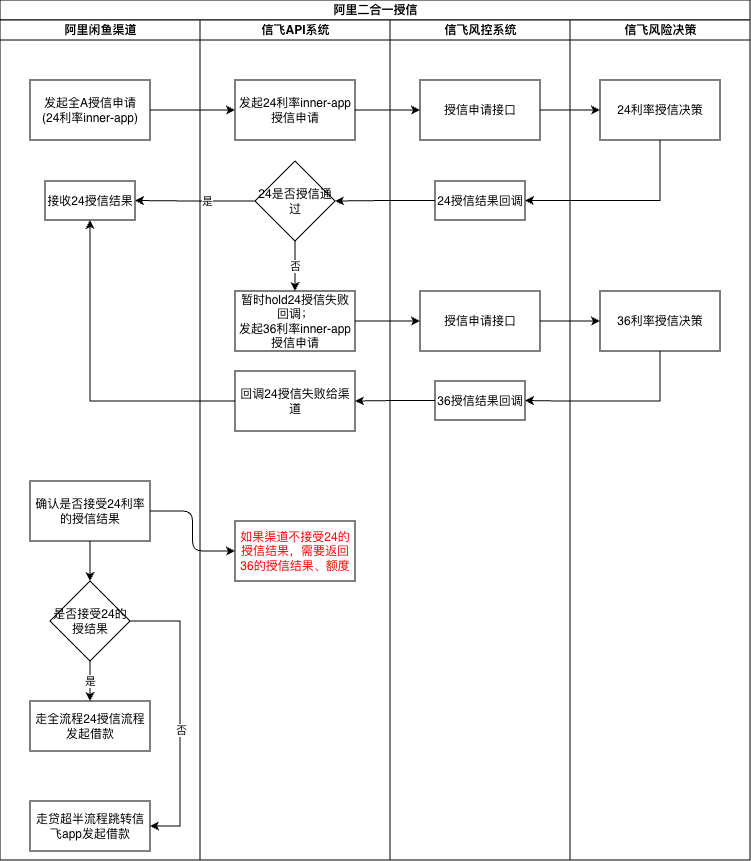 阿里二合一授信
阿里闲鱼渠道
信飞API系统
信飞风控系统
信飞风险决策
发起全A授信申请
(24利率inner-app)
发起24利率inner-app
授信申请
授信申请接口
24利率授信决策
接收24授信结果
是
24是否授信通
过
24授信结果回调
否
暂时hold24授信失败
回调；
发起36利率inner-app
授信申请
授信申请接口
36利率授信决策
回调24授信失败给渠
道
36授信结果回调
确认是否接受24利率
的授信结果
如果渠道不接受24的
授信结果，需要返回
36的授信结果、额度
是否接受24的
授结果
是
走全流程24授信流程
发起借款
否
走贷超半流程跳转信
飞app发起借款